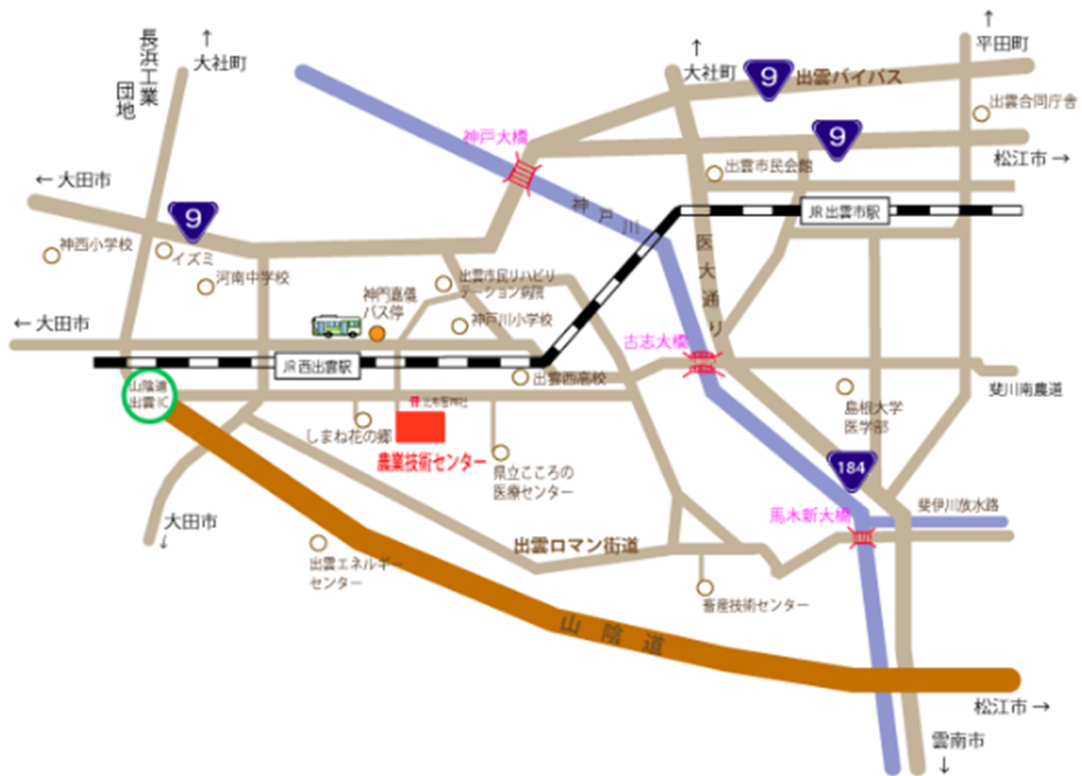 ↑
平田町
↑
大社町
長浜工業
団地
↑
大社町
9
出雲バイパス
出雲合同庁舎
神戸大橋
9
松江市 →
出雲市民会館
← 大田市
9
神戸川
JR出雲市駅
神西小学校
イズミ
河南中学校
医大通り
出雲市民リハビリ
テーション病院
神門嘉儀
バス停
神戸川小学校
← 大田市
古志大橋
JR西出雲駅
出雲西高校
斐川南農道
山陰道
出雲IC
島根大学
医学部
しまね花の郷
農業技術センター
県立こころの
医療センター
184
斐伊川放水路
馬木新大橋
大田市
↓
出雲ロマン街道
出雲エネルギー
センター
畜産技術センター
山陰道
松江市 →
雲南市
↓